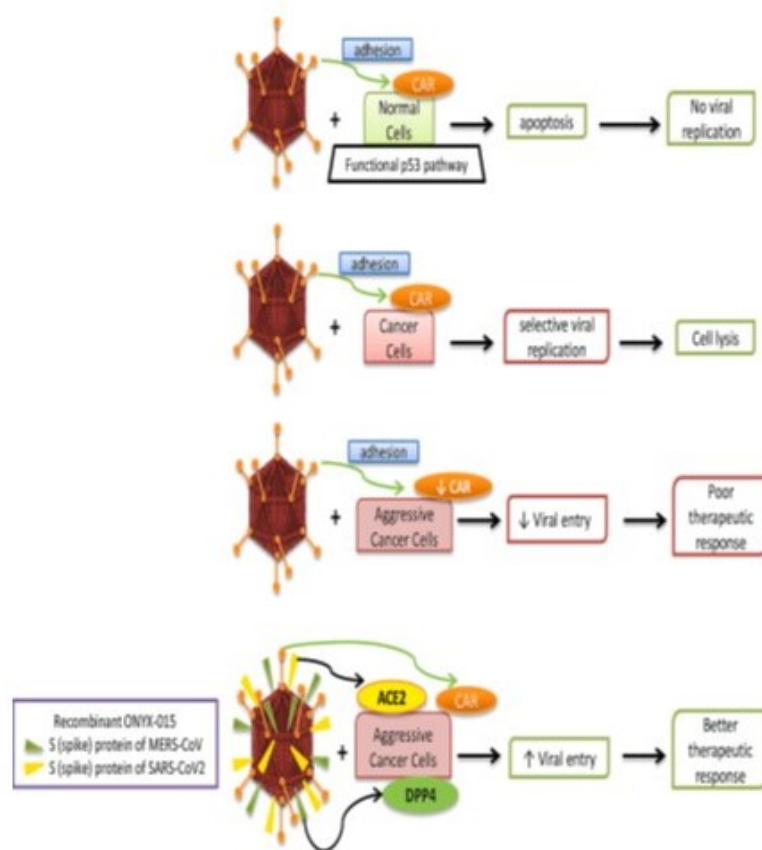 adhesion
CAR
+
Normal
Cells
Functional p53 pathway
apoptosis
No viral
replication
adhesion
CAR
+
Cancer
Cells
selective viral
replication
Cell lysis
adhesion
↓ CAR
+
Aggressive
Cancer Cells
↓ Viral entry
Poor
therapeutic
response
Recombinant ONYX-015
S (spike) protein of MERS-CoV
S (spike) protein of SARS-CoV2
ACE2
CAR
+
Aggressive
Cancer Cells
DPP4
↑ Viral entry
Better
therapeutic
response